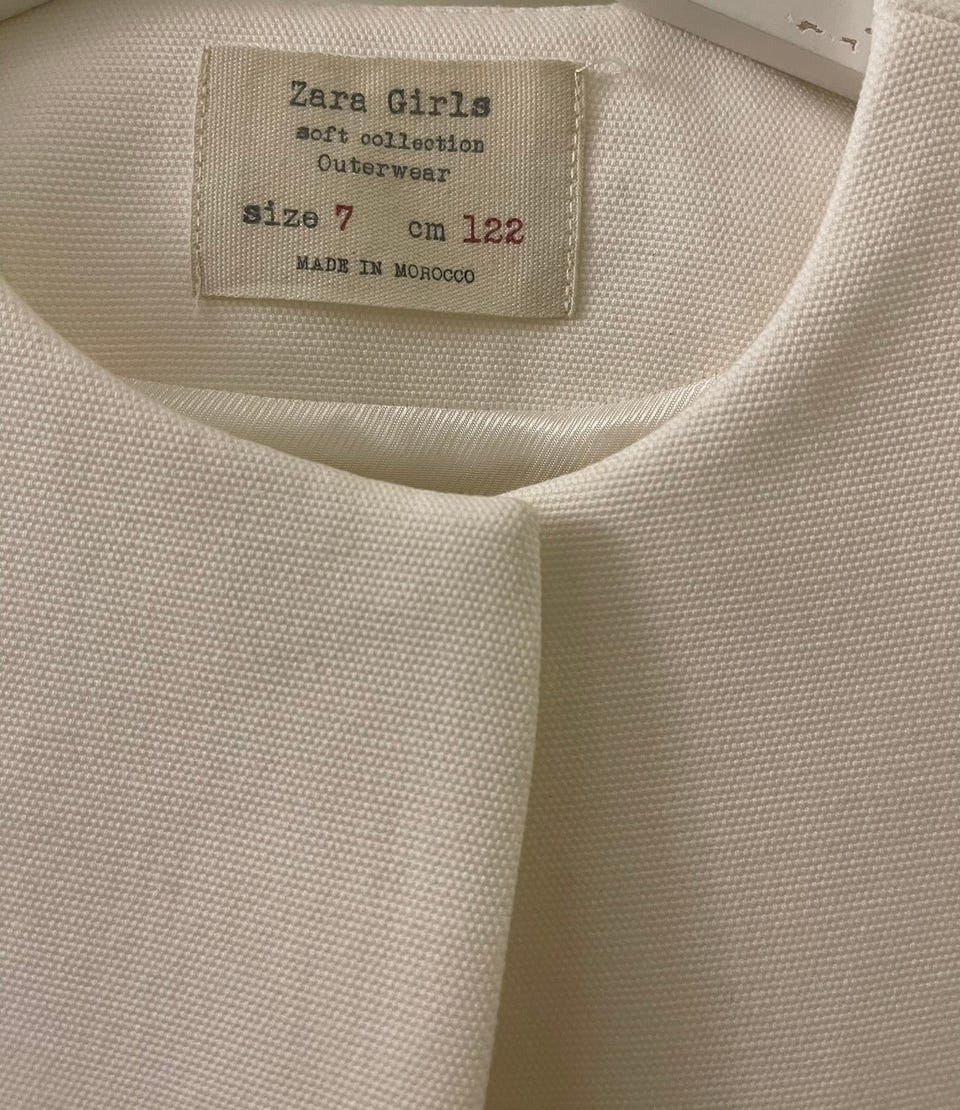 Zara Girls
soft collection
Outerwear
size 7 cm 122
MADE IN MOROCCO